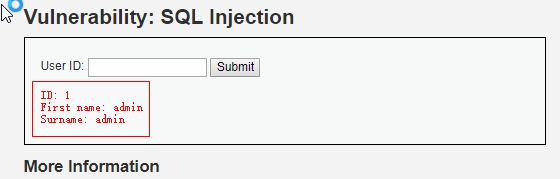 Vulnerability: SQL Injection
User ID: Submit
ID: 1
First name: admin
Surname: admin
More Information